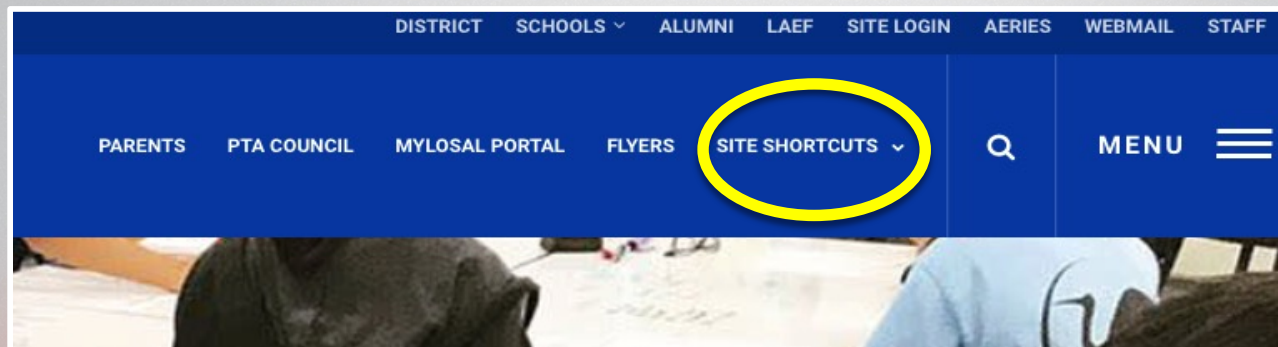 DISTRICT SCHOOLS ALUMNI LAEF SITE LOGIN AERIES WEBMAIL STAFF
PARENTS PTA COUNCIL MYLOSAL PORTAL FLYERS SITE SHORTCUTS MENU